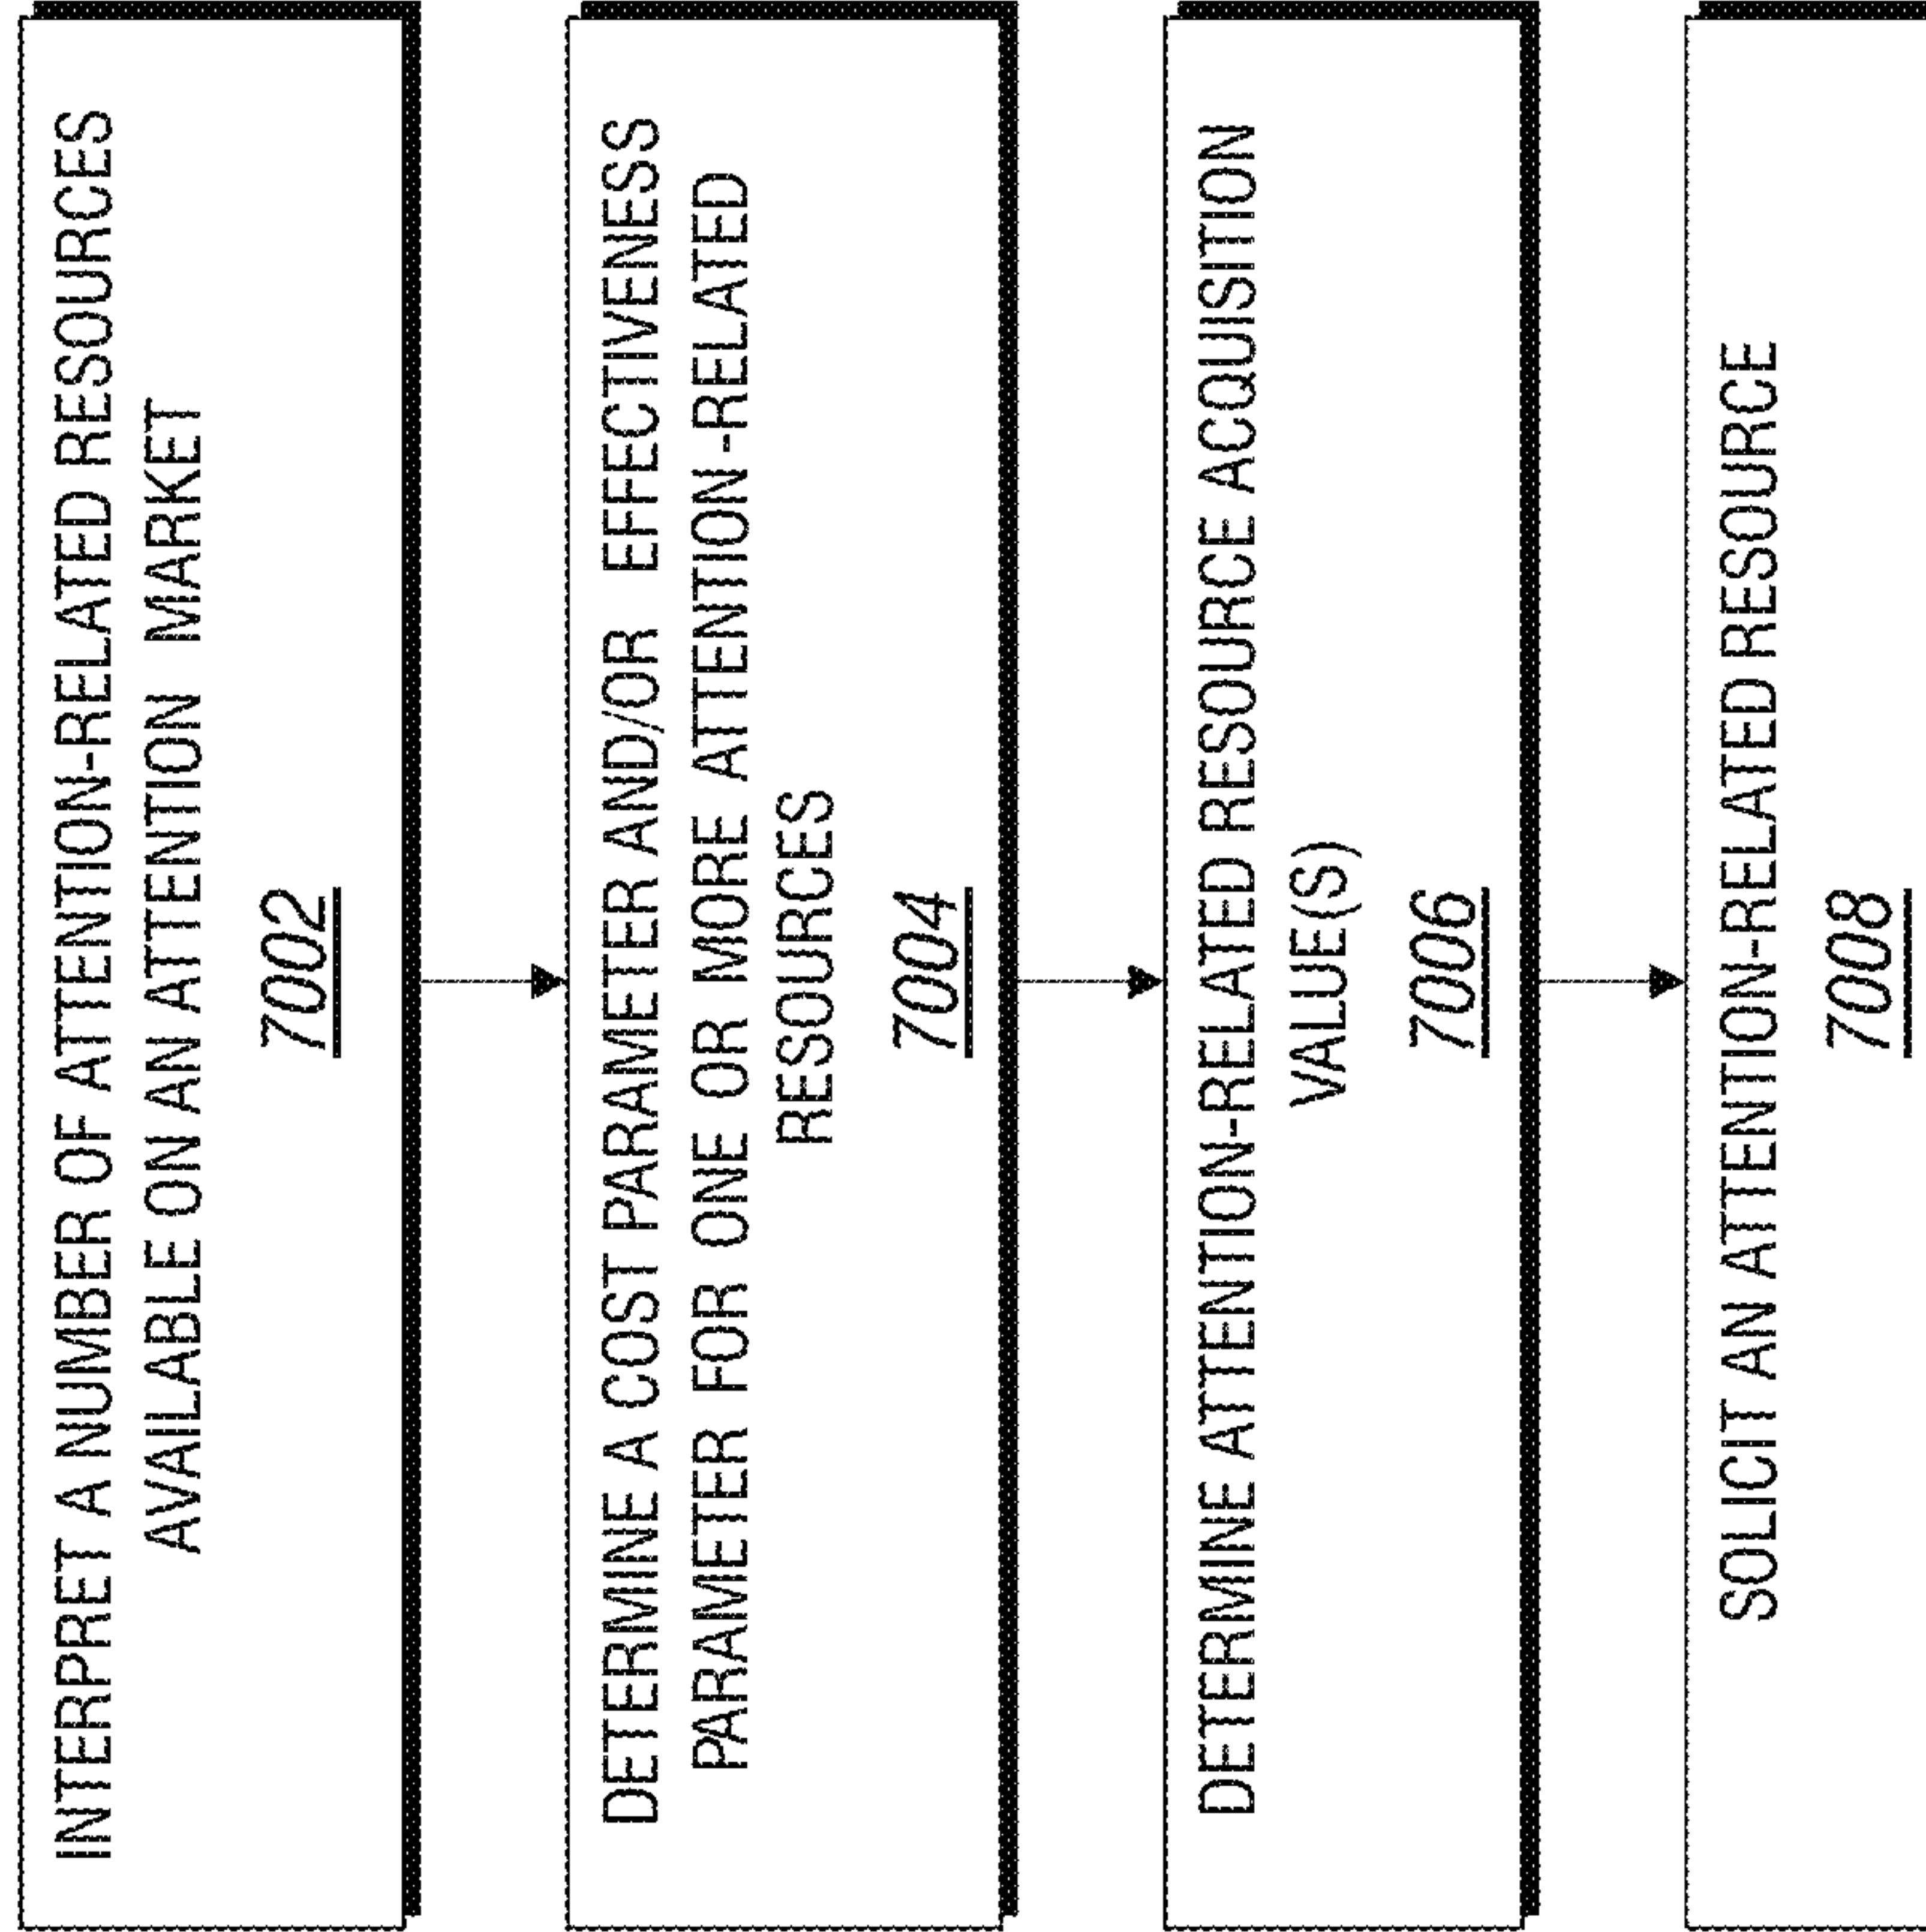 INTERPRET A NUMBER OF ATTENTION-RELATED RESOURCES
AVAILABLE ON AN ATTENTION MARKET
7002
DETERMINE A COST PARAMETER AND/OR EFFECTIVENESS
PARAMETER FOR ONE OR MORE ATTENTION-RELATED
RESOURCES
7004
DETERMINE ATTENTION-RELATED RESOURCE ACQUISITION
VALUE(S)
7006
SOLICIT AN ATTENTION-RELATED RESOURCE
7008